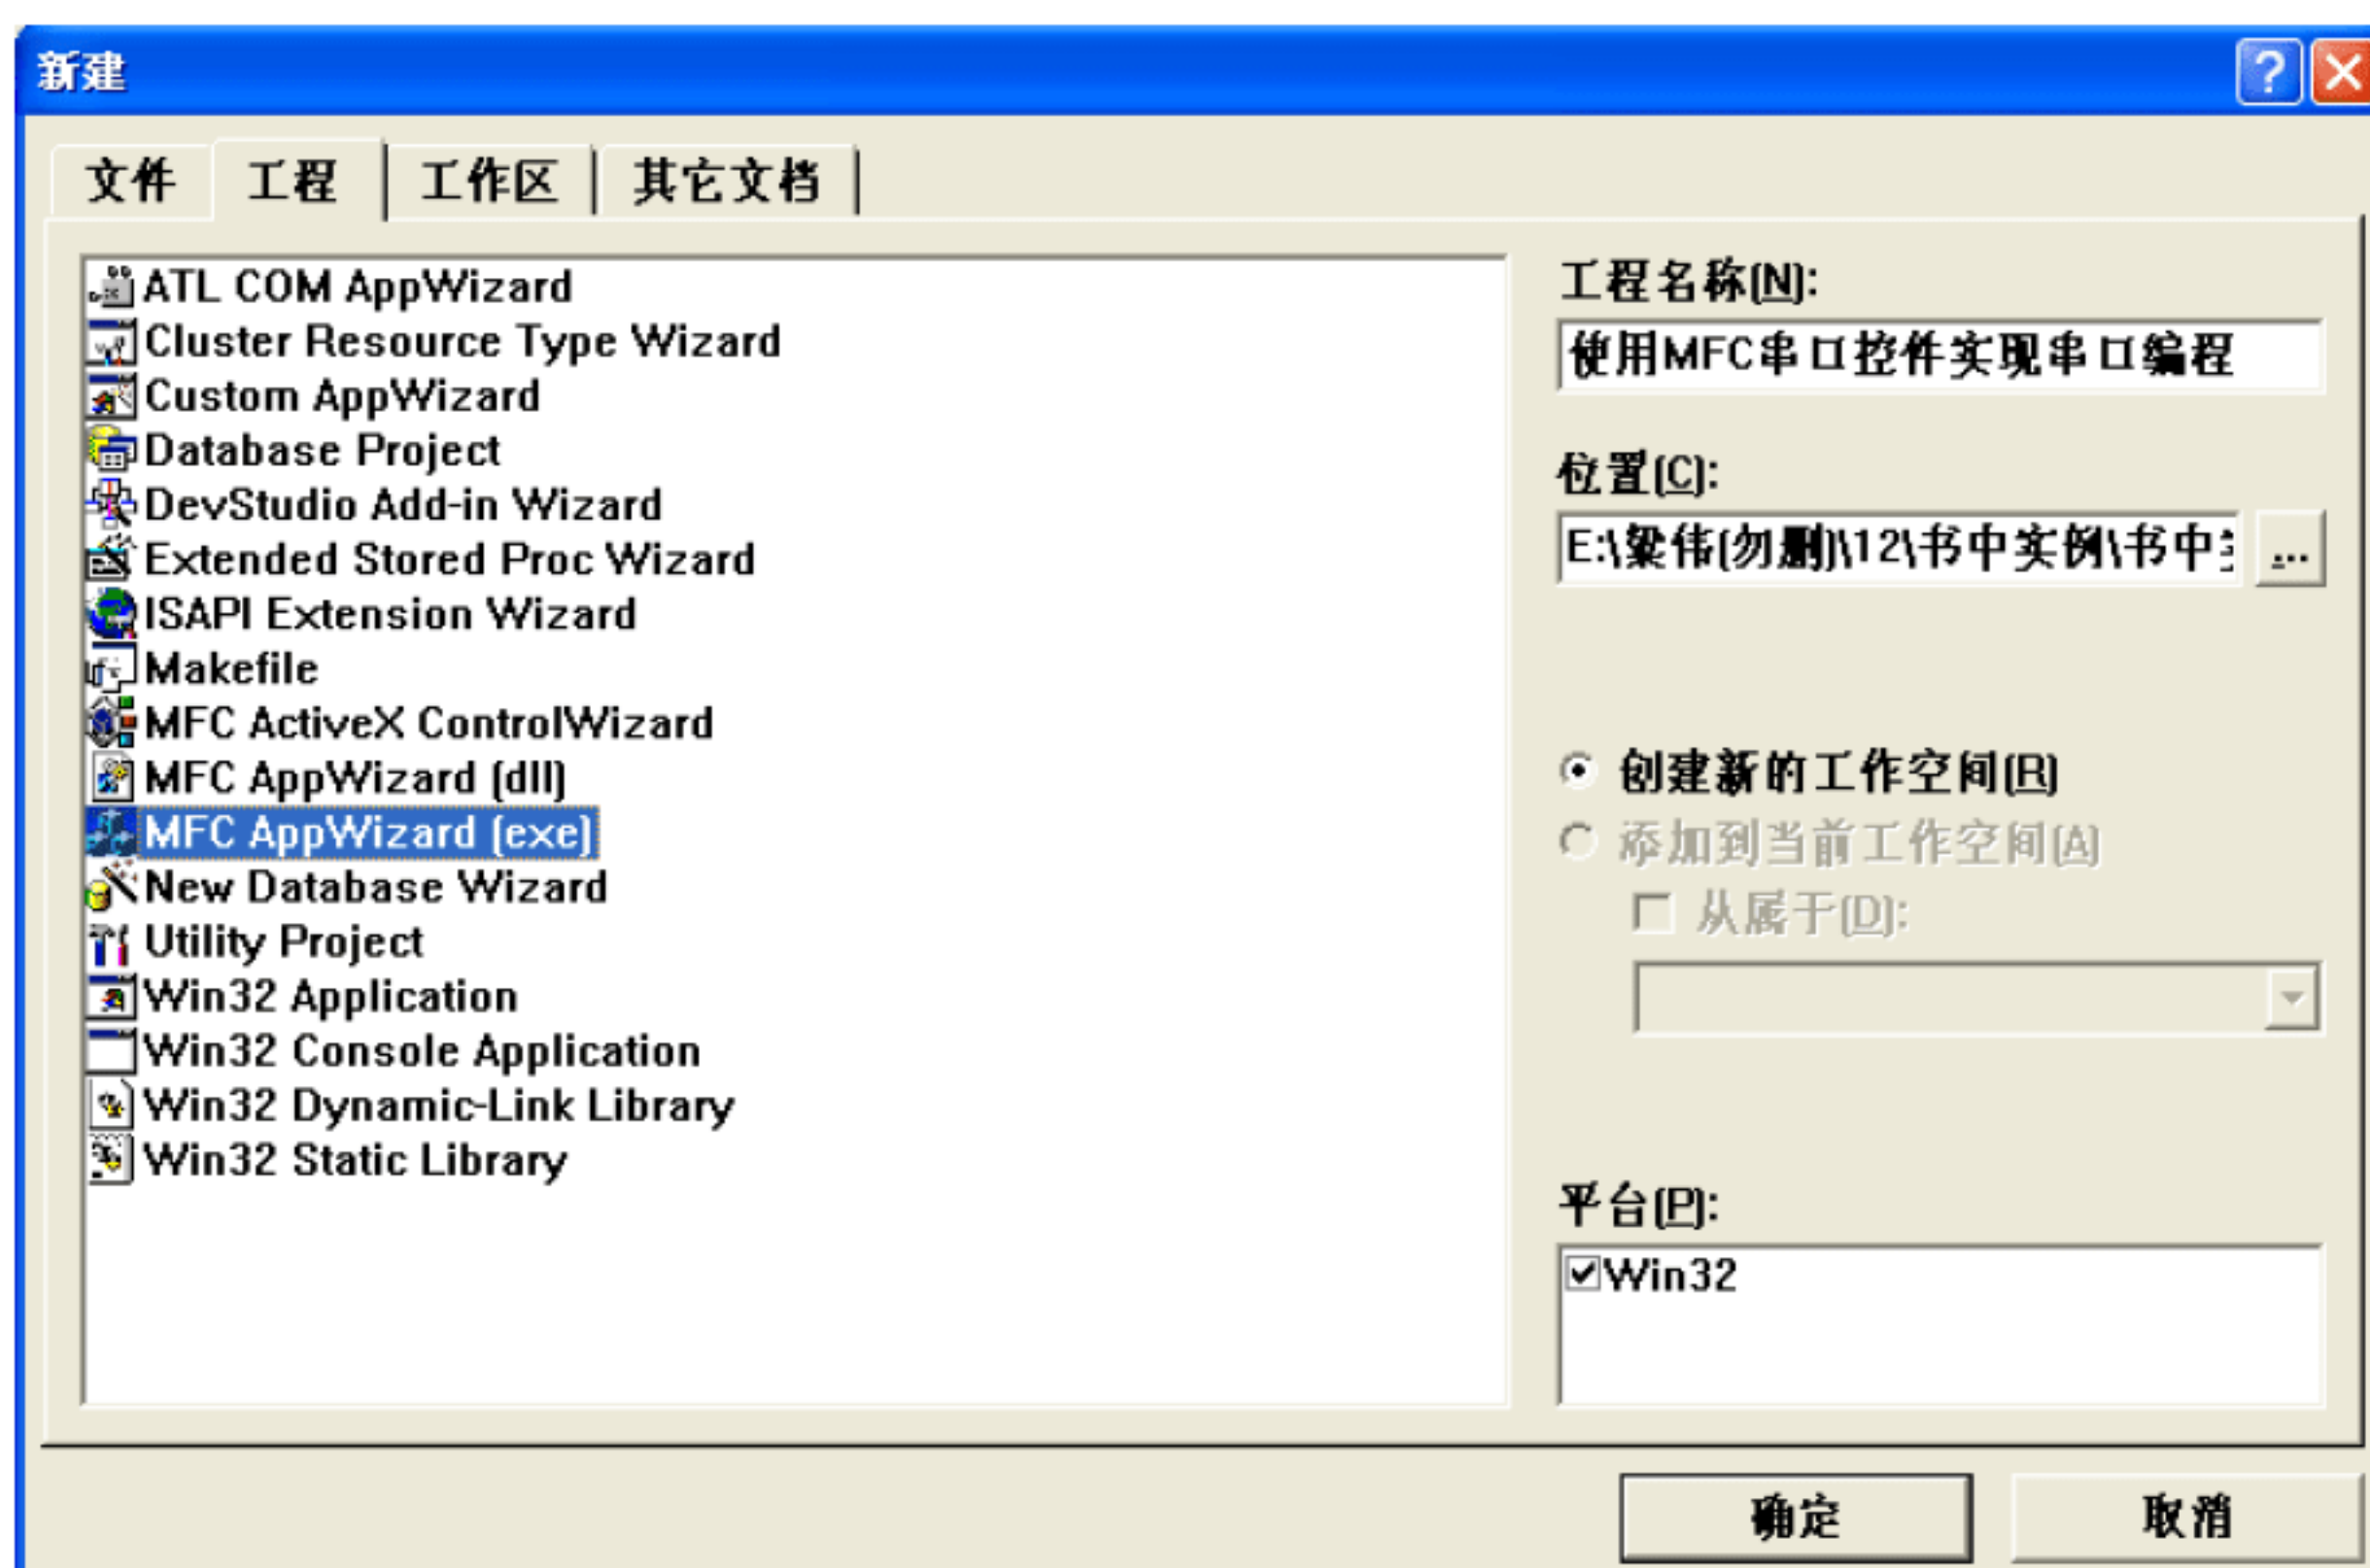 新建
文件 工程 工作区 其它文档
ATL COM AppWizard
Cluster Resource Type Wizard
Custom AppWizard
Database Project
DevStudio Add-in Wizard
Extended Stored Proc Wizard
ISAPI Extension Wizard
Makefile
MFC ActiveX ControlWizard
MFC AppWizard (dll)
MFC AppWizard (exe)
New Database Wizard
Utility Project
Win32 Application
Win32 Console Application
Win32 Dynamic-Link Library
Win32 Static Library
工程名称(N):
使用MFC串口控件实现串口编程
位置(C):
E:\梁伟(勿删)\12\书中实例\书中
...
创建新的工作空间(R)
添加到当前工作空间(A)
从属于(D):
平台(P):
Win32
确定 取消